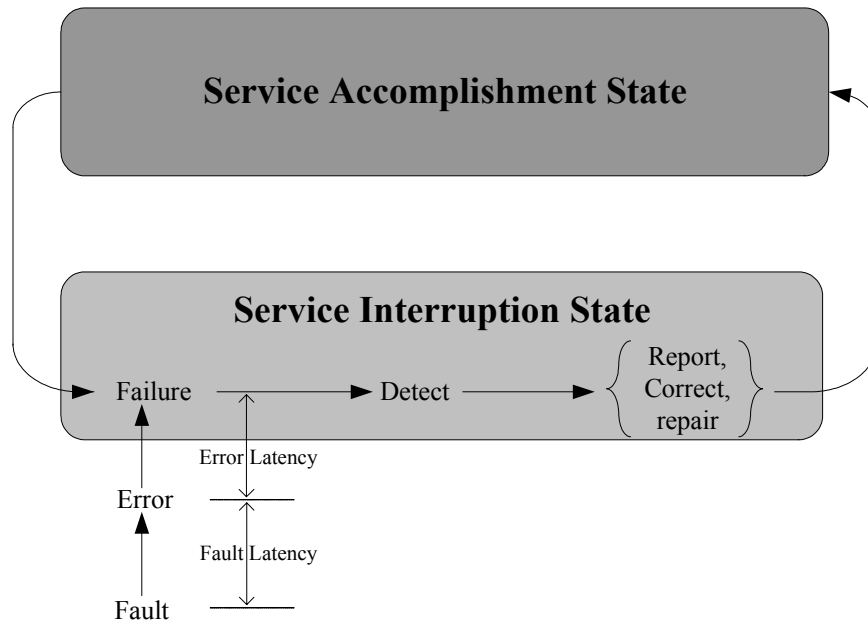 Service Accomplishment State
Service Interruption State
Failure
Detect
Report,
Correct,
repair
Error Latency
Error
Fault Latency
Fault